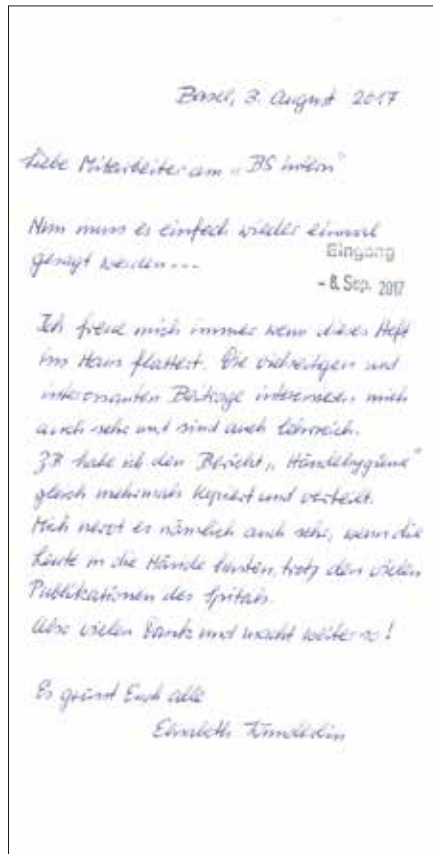 Basel, 3. August 2017
Liebe Mitarbeiter am „BS intern"
Nun muss es einfach wieder einmal
gesagt werden...
Eingang
- 8. Sep. 2017
Ich freue mich immer wenn dieses Heft
ins Haus flattert. Die vielseitigen und
interessanten Beiträge interessieren mich
auch sehr und sind auch lehrreich.
ZB habe ich den Bericht „Händehygiene"
gleich mehrmals kopiert und verteilt.
Mich nervt es nämlich auch sehr, wenn die
Leute in die Hände husten, trotz den vielen
Publikationen des Spitals.
Also vielen Dank und macht weiter so!
Es grüsst Euch alle
Elisabeth